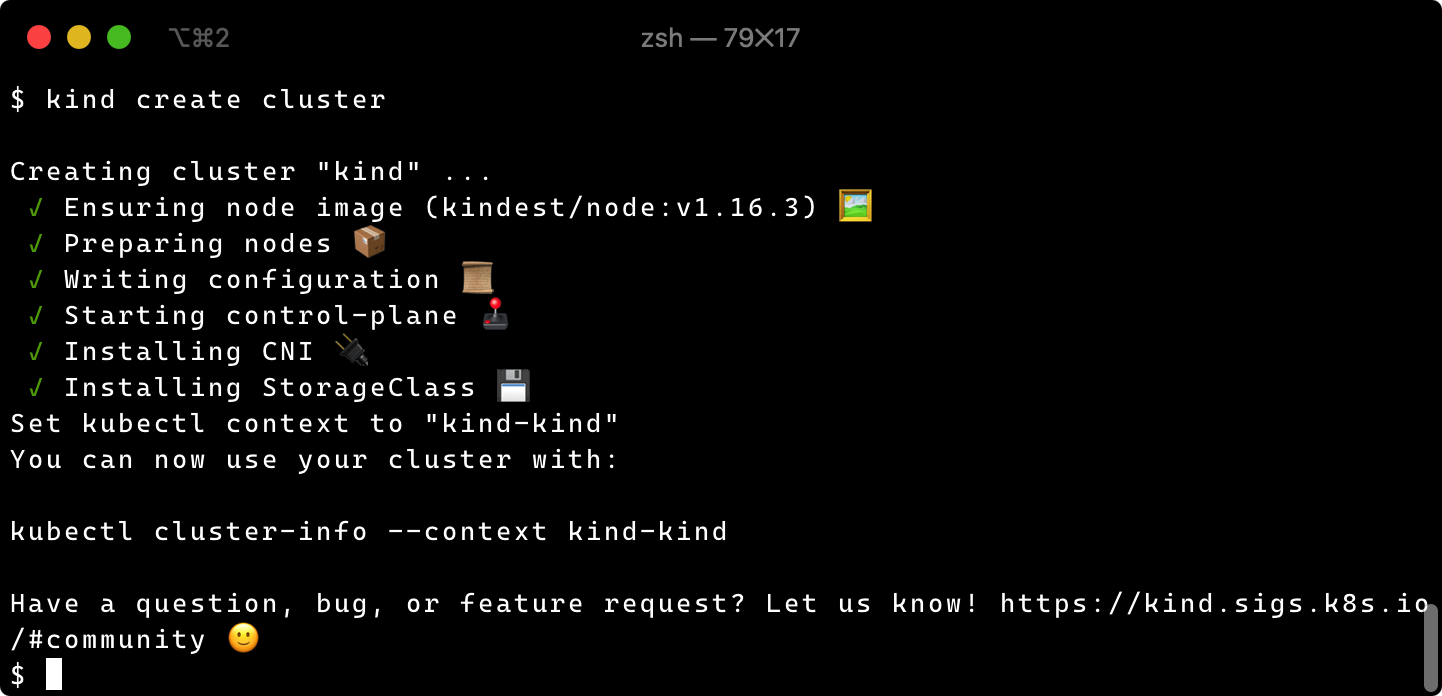 ⌥⌘2
zsh — 79✕17
$ kind create cluster
Creating cluster "kind" ...
✓ Ensuring node image (kindest/node:v1.16.3) 🖼
✓ Preparing nodes 📦
✓ Writing configuration 📜
✓ Starting control-plane 🕹
✓ Installing CNI 🔌
✓ Installing StorageClass 💾
Set kubectl context to "kind-kind"
You can now use your cluster with:
kubectl cluster-info --context kind-kind
Have a question, bug, or feature request? Let us know! https://kind.sigs.k8s.io
/#community 🙂
$